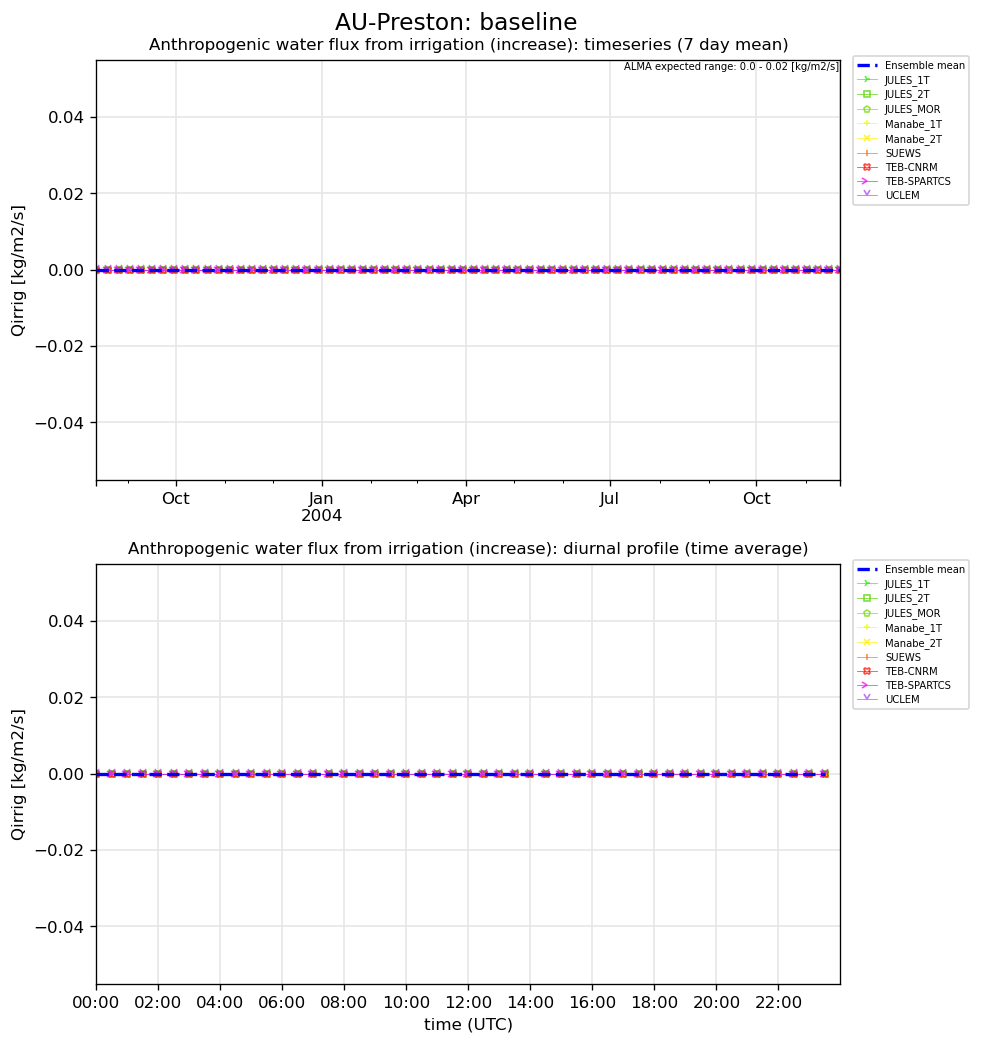 AU-Preston: baseline
Anthropogenic water flux from irrigation (increase): timeseries (7 day mean)
ALMA expected range: 0.0 - 0.02 [kg/m2/s]
Ensemble mean
JULES_1T
JULES_2T
JULES_MOR
Manabe_1T
Manabe_2T
SUEWS
TEB-CNRM
TEB-SPARTCS
UCLEM
Qirrig [kg/m2/s]
0.04
0.02
0.00
−0.02
−0.04
Oct Jan Apr Jul Oct
2004
Anthropogenic water flux from irrigation (increase): diurnal profile (time average)
Ensemble mean
JULES_1T
JULES_2T
JULES_MOR
Manabe_1T
Manabe_2T
SUEWS
TEB-CNRM
TEB-SPARTCS
UCLEM
Qirrig [kg/m2/s]
0.04
0.02
0.00
−0.02
−0.04
00:00 02:00 04:00 06:00 08:00 10:00 12:00 14:00 16:00 18:00 20:00 22:00
time (UTC)